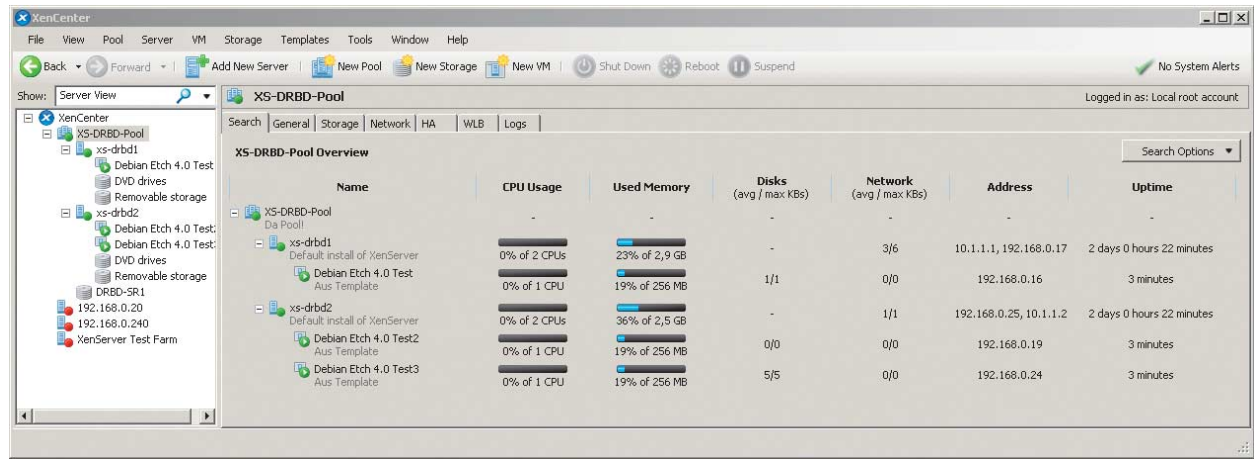 XenCenter
File View Pool Server VM Storage Templates Tools Window Help
Back Forward Add New Server New Pool New Storage New VM Shut Down Reboot Suspend No System Alerts
Show: Server View
XS-DRBD-Pool Logged in as: Local root account
XenCenter
XS-DRBD-Pool
xs-drbd1
Debian Etch 4.0 Test
DVD drives
Removable storage
xs-drbd2
Debian Etch 4.0 Test
Debian Etch 4.0 Test
DVD drives
Removable storage
DRBD-SR1
192.168.0.20
192.168.0.240
XenServer Test Farm
Search General Storage Network HA WLB Logs
XS-DRBD-Pool Overview Search Options
Name CPU Usage Used Memory Disks (avg / max KBs) Network (avg / max KBs) Address Uptime
XS-DRBD-Pool - - - - - -
Da Pool!
xs-drbd1 - 3/6 10.1.1.1, 192.168.0.17 2 days 0 hours 22 minutes
Default install of XenServer 0% of 2 CPUs 23% of 2,9 GB
Debian Etch 4.0 Test 1/1 0/0 192.168.0.16 3 minutes
Aus Template 0% of 1 CPU 19% of 256 MB
xs-drbd2 - 1/1 192.168.0.25, 10.1.1.2 2 days 0 hours 22 minutes
Default install of XenServer 0% of 2 CPUs 36% of 2,5 GB
Debian Etch 4.0 Test2 0/0 0/0 192.168.0.19 3 minutes
Aus Template 0% of 1 CPU 19% of 256 MB
Debian Etch 4.0 Test3 5/5 0/0 192.168.0.24 3 minutes
Aus Template 0% of 1 CPU 19% of 256 MB